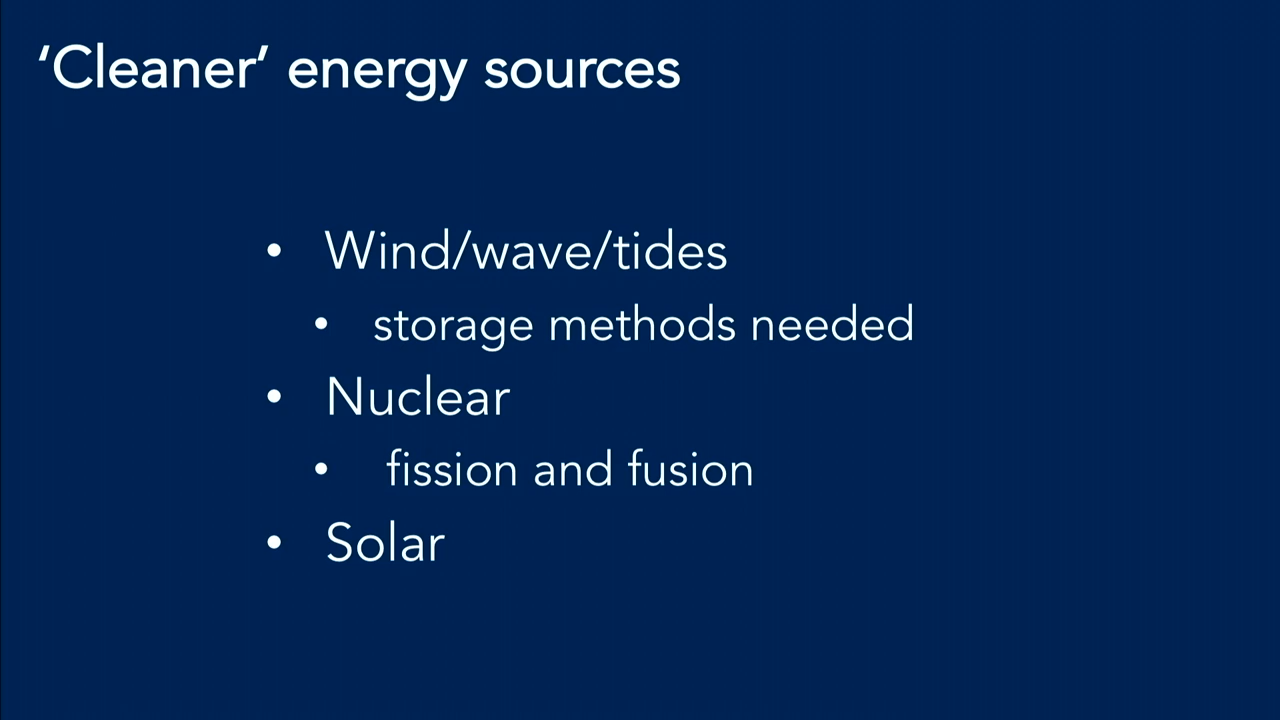 ‘Cleaner’ energy sources
• Wind/wave/tides
• storage methods needed
• Nuclear
• fission and fusion
• Solar